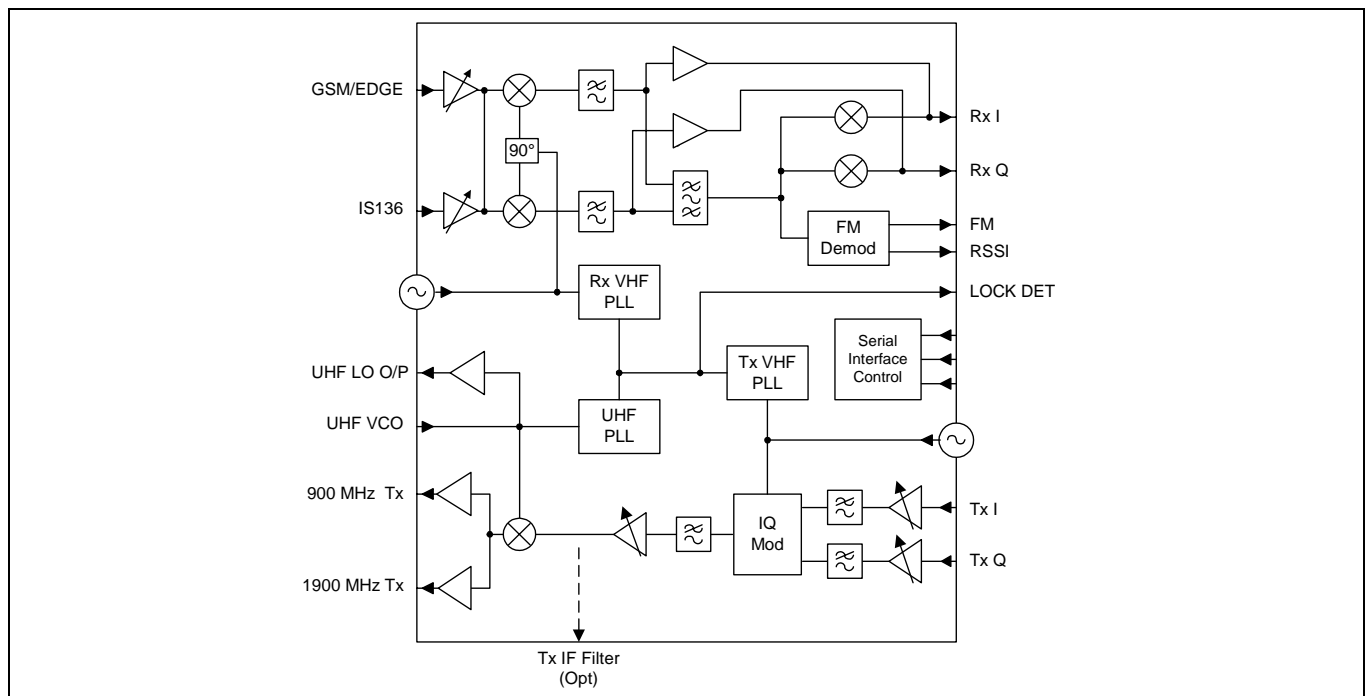 GSM/EDGE
Rx I
90°
Rx Q
IS136
FM
Demod
FM
RSSI
Rx VHF
PLL
LOCK DET
Serial
Interface
Control
UHF LO O/P
Tx VHF
PLL
UHF VCO
UHF
PLL
900 MHz Tx
IQ
Mod
Tx I
Tx Q
1900 MHz Tx
Tx IF Filter
(Opt)